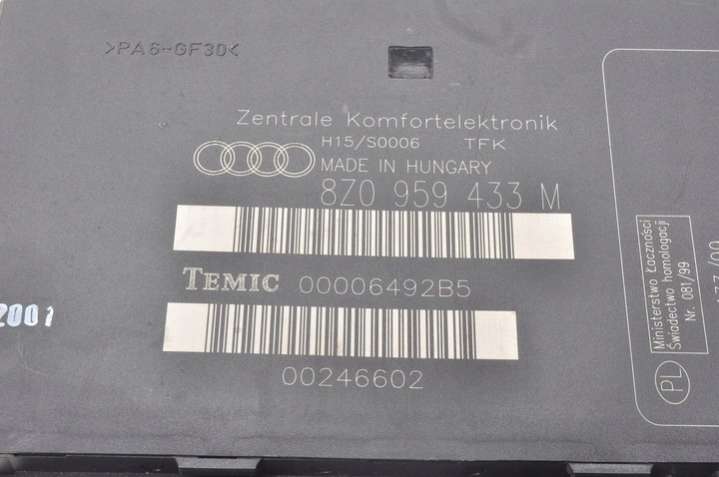 >PA6-GF30<
Zentrale Komfortelektronik
H15/S0006 TFK
MADE IN HUNGARY
8Z0 959 433 M
TEMIC 00006492B5
00246602
2001
PL
Ministerstwo Łączności
Świadectwo homologacji
Nr. 081/99